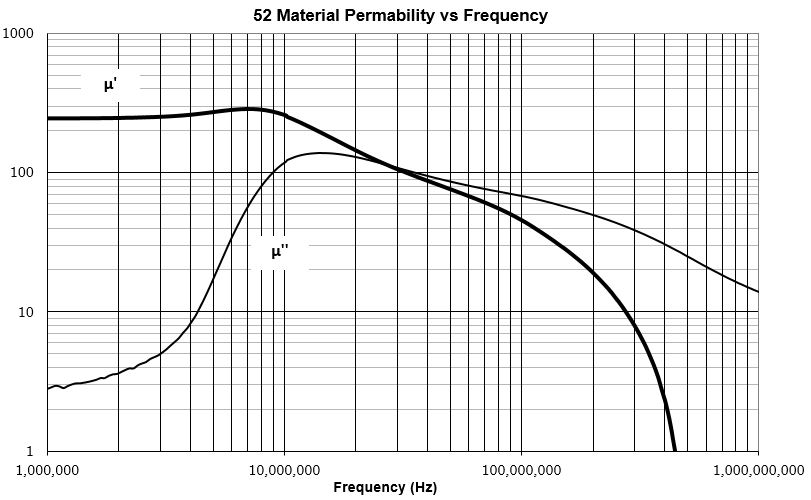 52 Material Permability vs Frequency
1000
μ'
100
μ"
10
1
1,000,000 10,000,000 100,000,000 1,000,000,000
Frequency (Hz)